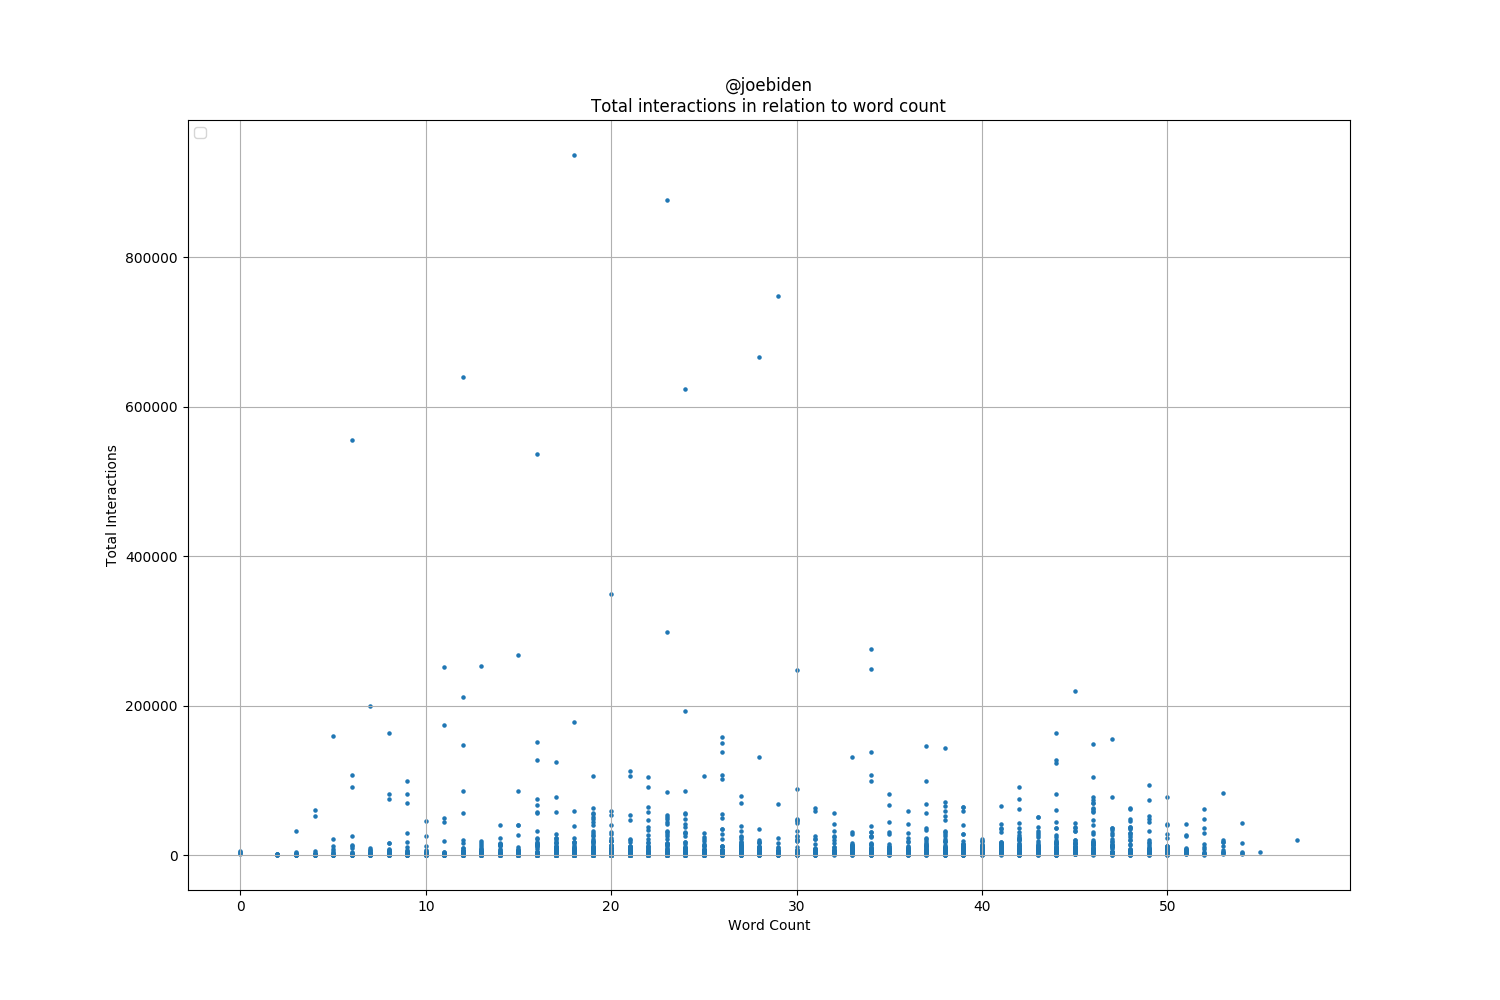 @joebiden
Total interactions in relation to word count
800000
600000
400000
200000
0
Total Interactions
0 10 20 30 40 50
Word Count